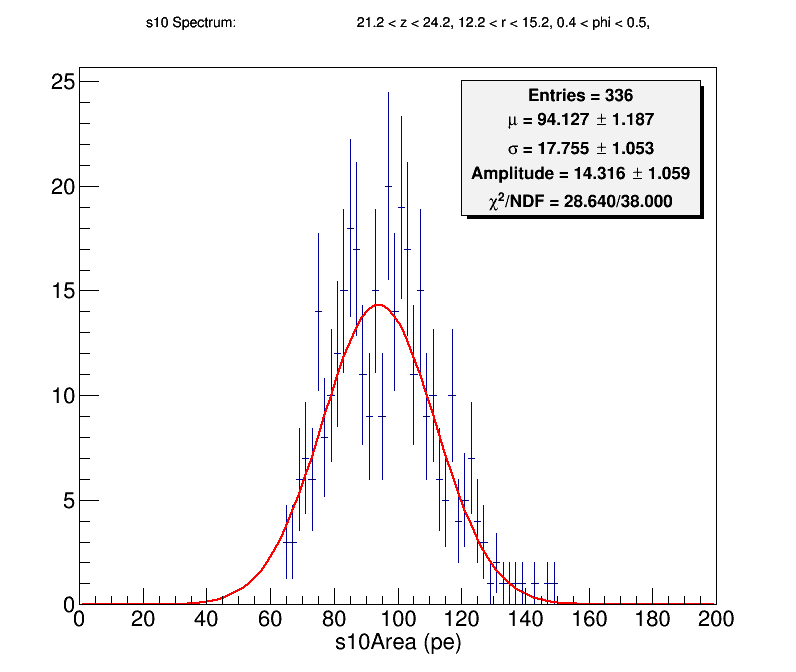 s10 Spectrum: 21.2 < z < 24.2, 12.2 < r < 15.2, 0.4 < phi < 0.5,
Entries = 336
μ = 94.127 ± 1.187
σ = 17.755 ± 1.053
Amplitude = 14.316 ± 1.059
χ²/NDF = 28.640/38.000
25
20
15
10
5
0
0 20 40 60 80 100 120 140 160 180 200
s10Area (pe)